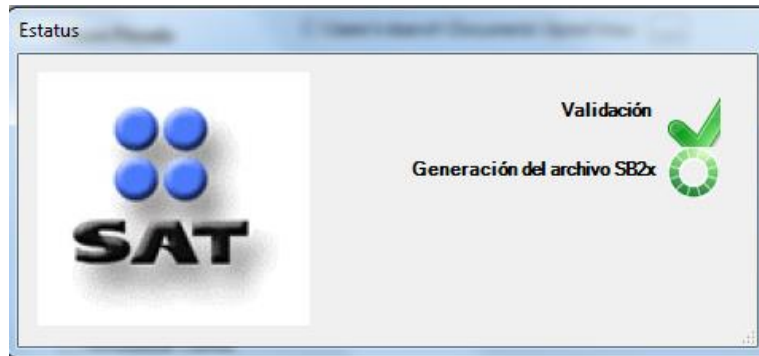 Estatus
Validación
Generación del archivo SB2x
SAT